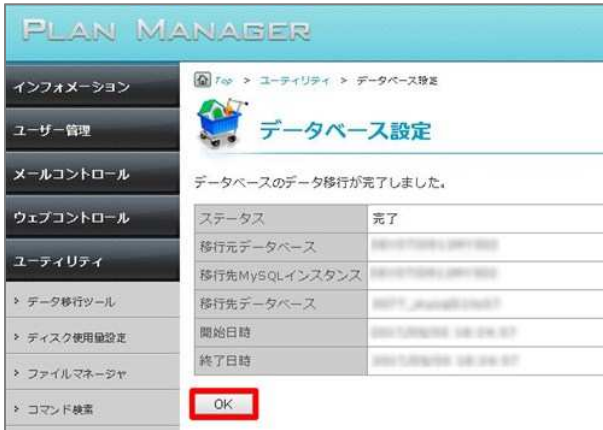 PLAN MANAGER
インフォメーション
ユーザー管理
メールコントロール
ウェブコントロール
ユーティリティ
> データ移行ツール
> ディスク使用量設定
> ファイルマネージャ
> コマンド検索
Top > ユーティリティ > データベース設定
データベース設定
データベースのデータ移行が完了しました。
ステータス 完了
移行元データベース
移行先MySQLインスタンス
移行先データベース
開始日時
終了日時
OK